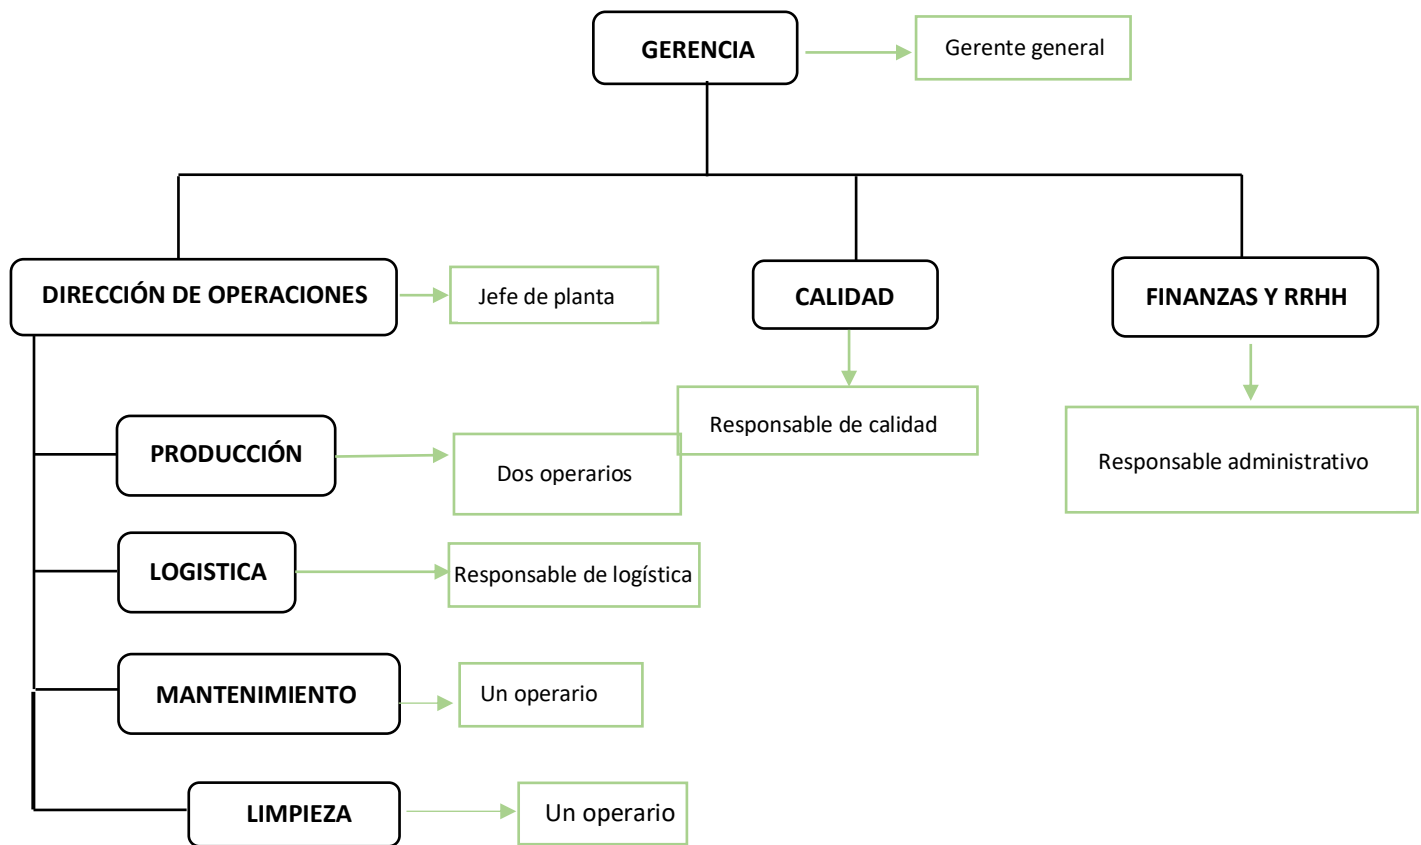 GERENCIA
Gerente general
DIRECCIÓN DE OPERACIONES
Jefe de planta
CALIDAD
FINANZAS Y RRHH
Responsable de calidad
PRODUCCIÓN
Dos operarios
Responsable administrativo
LOGISTICA
Responsable de logística
MANTENIMIENTO
Un operario
LIMPIEZA
Un operario